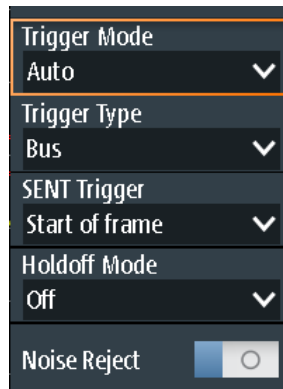 Trigger Mode
Auto
Trigger Type
Bus
SENT Trigger
Start of frame
Holdoff Mode
Off
Noise Reject